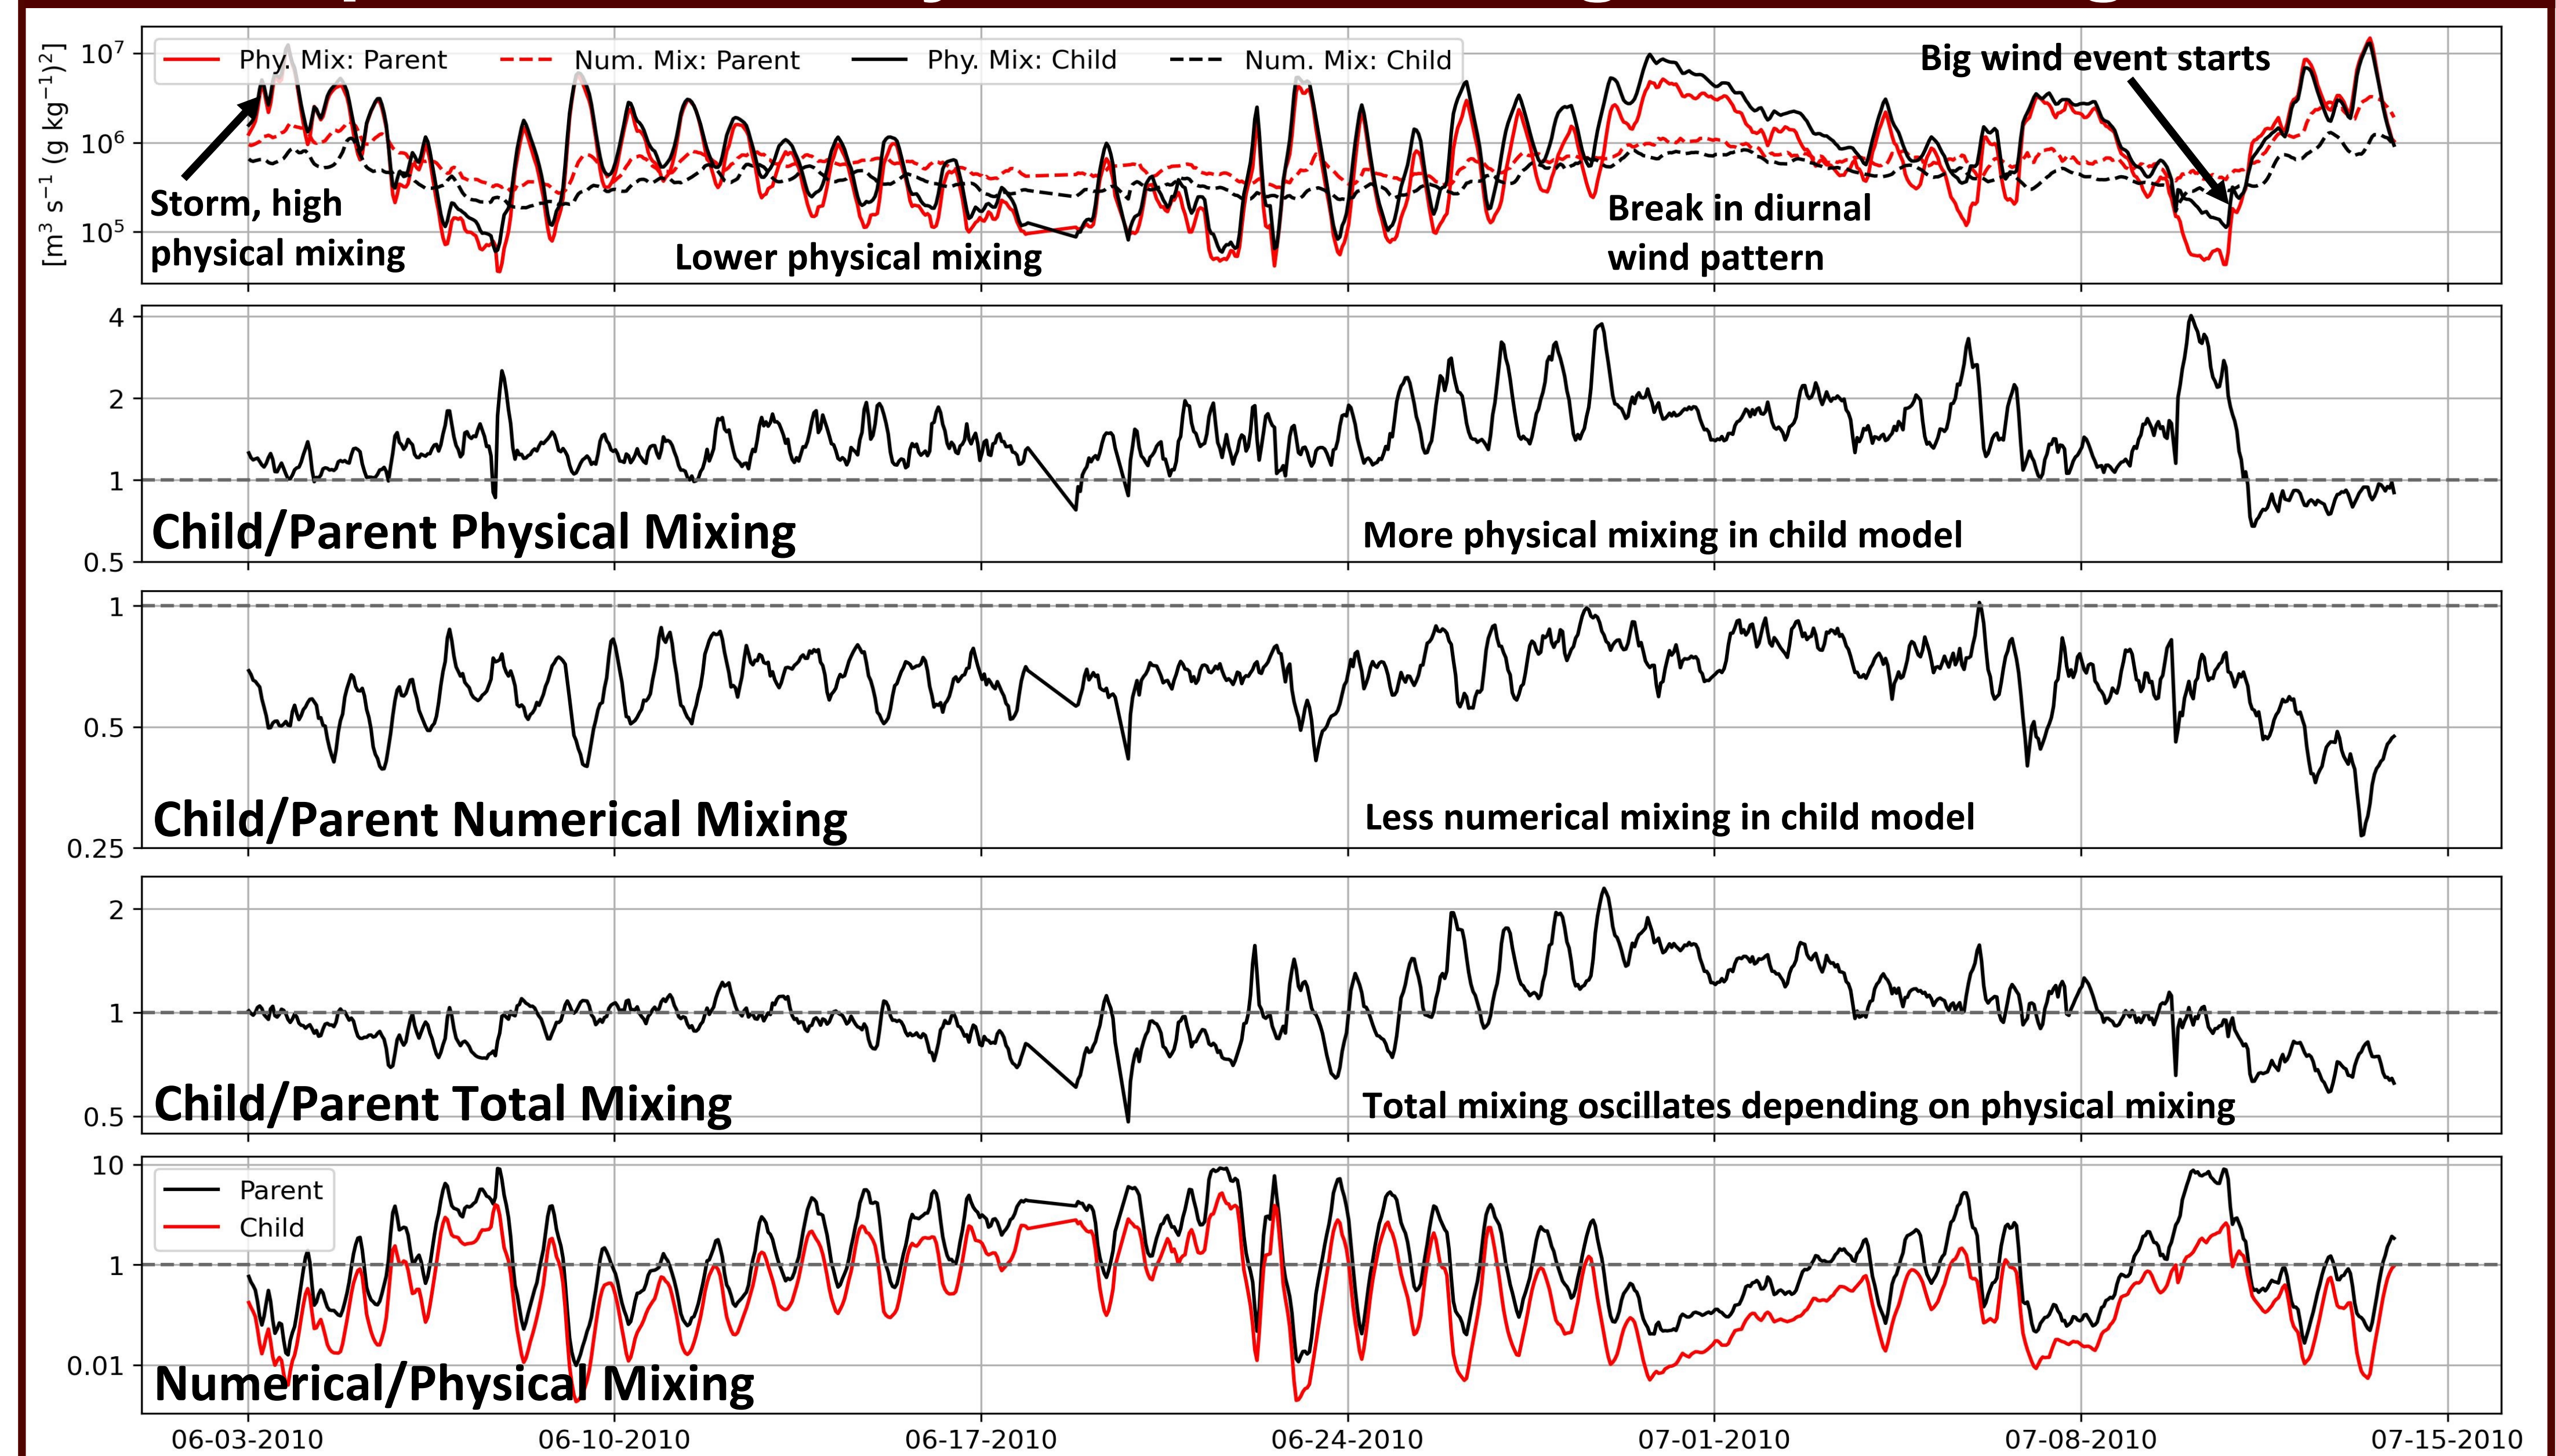 10⁷
10⁶
10⁵
[m³ s⁻¹ (g kg⁻¹)²]
Phy. Mix: Parent
Num. Mix: Parent
Phy. Mix: Child
Num. Mix: Child
Big wind event starts
Storm, high
physical mixing
Lower physical mixing
Break in diurnal
wind pattern
4
2
1
0.5
Child/Parent Physical Mixing
More physical mixing in child model
1
0.5
0.25
Child/Parent Numerical Mixing
Less numerical mixing in child model
2
1
0.5
Child/Parent Total Mixing
Total mixing oscillates depending on physical mixing
10
1
0.01
Parent
Child
Numerical/Physical Mixing
06-03-2010
06-10-2010
06-17-2010
06-24-2010
07-01-2010
07-08-2010
07-15-2010